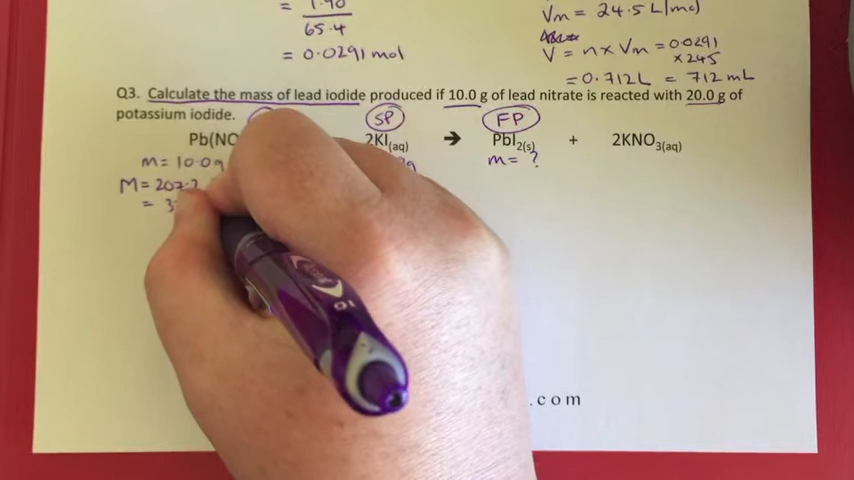 = 1.90
65.4
= 0.0291 mol
Vm = 24.5 L/mol
V = n x Vm = 0.0291
x 245
= 0.712L = 712 mL
Q3. Calculate the mass of lead iodide produced if 10.0 g of lead nitrate is reacted with 20.0 g of
potassium iodide.
SP FP
Pb(NO 2KI(aq) ➔ PbI2(s) + 2KNO3(aq)
m = 10.0g g m = ?
M = 207.2
= 3
.com